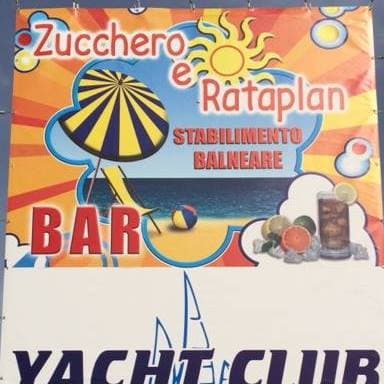 Zucchero
e
Rataplan
STABILIMENTO
BALNEARE
BAR
YACHT CLUB